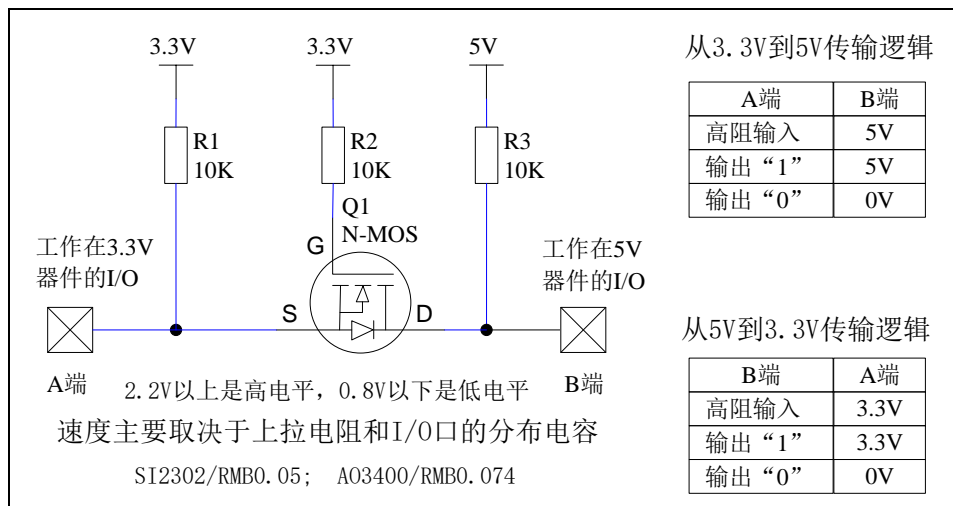 3.3V
3.3V
5V
R1
10K
R2
10K
R3
10K
Q1
N-MOS
G
S
D
工作在3.3V
器件的I/O
A端
工作在5V
器件的I/O
B端
2.2V以上是高电平，0.8V以下是低电平
速度主要取决于上拉电阻和I/O口的分布电容
SI2302/RMB0.05; AO3400/RMB0.074
从3.3V到5V传输逻辑
A端 B端
高阻输入 5V
输出“1” 5V
输出“0” 0V
从5V到3.3V传输逻辑
B端 A端
高阻输入 3.3V
输出“1” 3.3V
输出“0” 0V